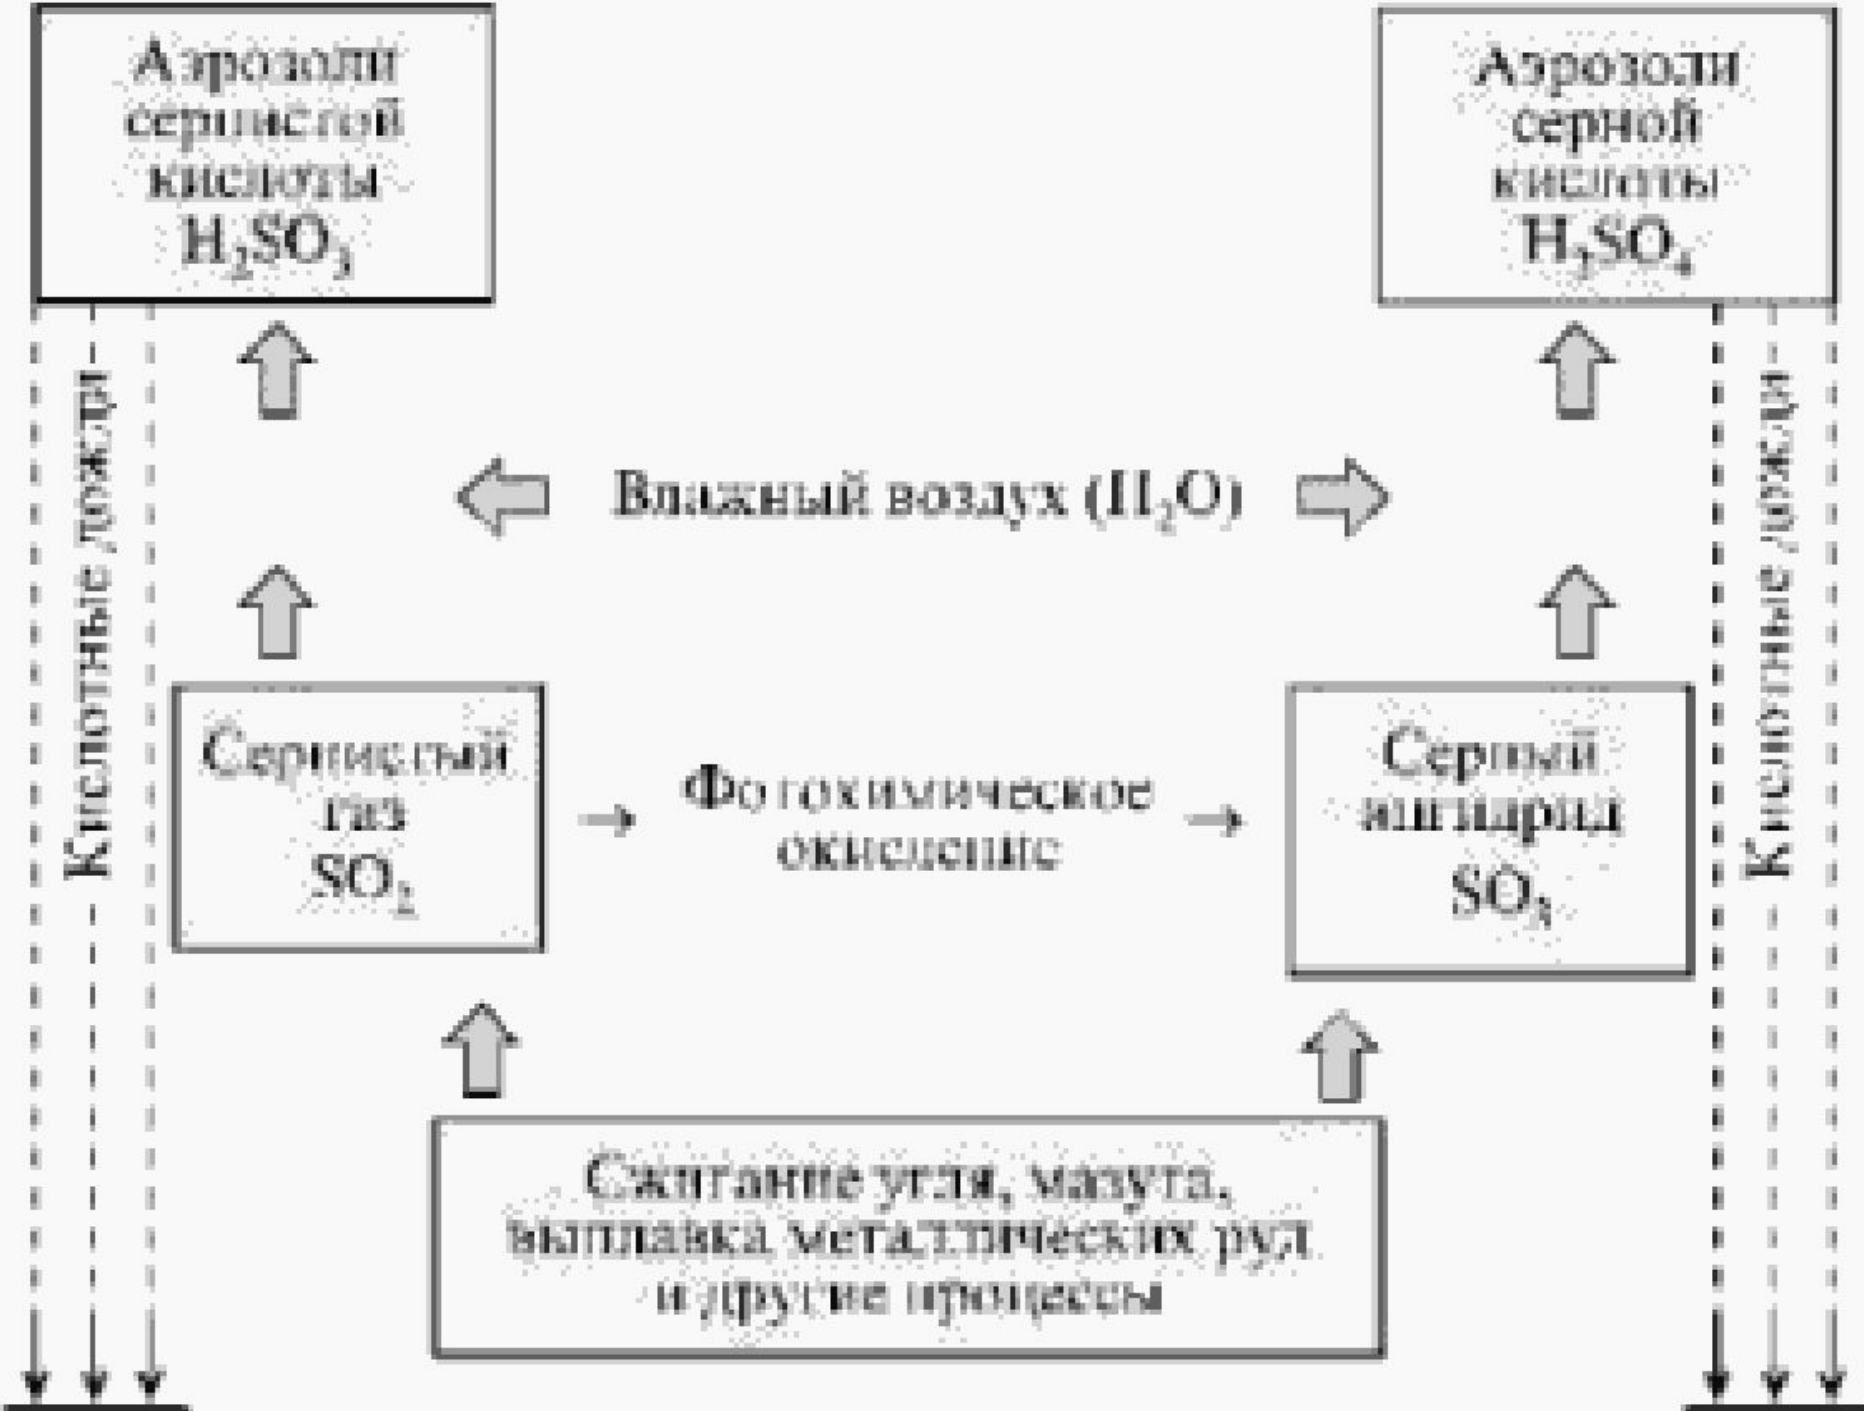 Аэрозоли
сернистой
кислоты
H₂SO₃
Аэрозоли
серной
кислоты
H₂SO₄
Кислотные дожди
Влажный воздух (H₂O)
Кислотные дожди
Сернистый
газ
SO₂
Фотохимическое
окисление
Серный
ангидрид
SO₃
Сжигание угля, мазута,
выплавка металлических руд
и другие процессы